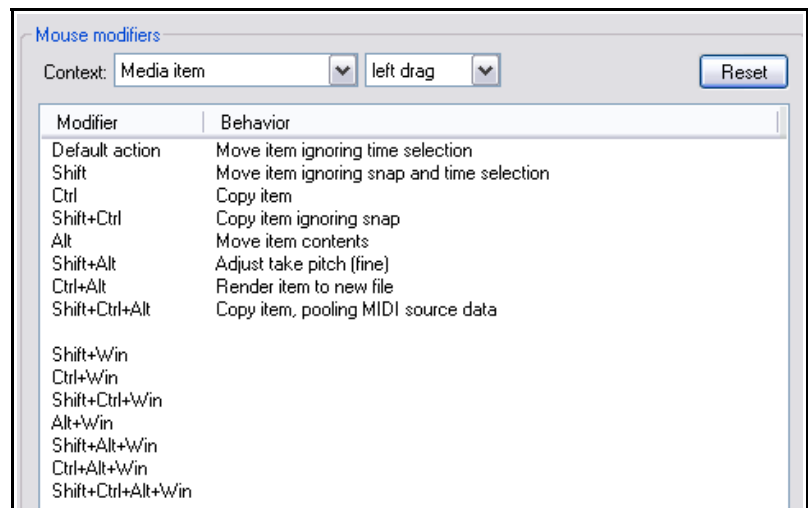 Mouse modifiers
Context: Media item left drag Reset
Modifier Behavior
Default action Move item ignoring time selection
Shift Move item ignoring snap and time selection
Ctrl Copy item
Shift+Ctrl Copy item ignoring snap
Alt Move item contents
Shift+Alt Adjust take pitch (fine)
Ctrl+Alt Render item to new file
Shift+Ctrl+Alt Copy item, pooling MIDI source data
Shift+Win
Ctrl+Win
Shift+Ctrl+Win
Alt+Win
Shift+Alt+Win
Ctrl+Alt+Win
Shift+Ctrl+Alt+Win